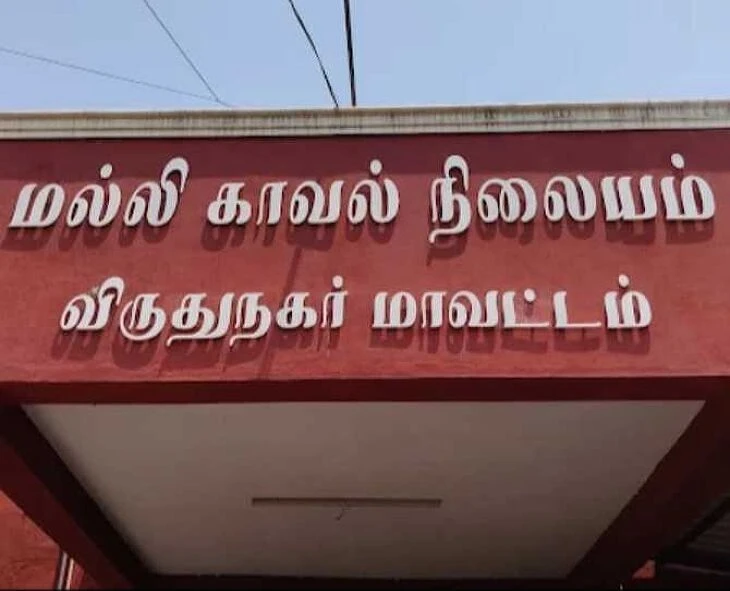 மல்லி காவல் நிலையம்
விருதுநகர் மாவட்டம்